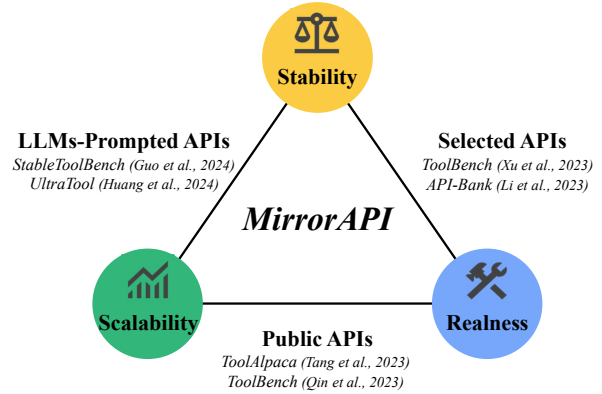 Stability
LLMs-Prompted APIs
StableToolBench (Guo et al., 2024)
UltraTool (Huang et al., 2024)
Selected APIs
ToolBench (Xu et al., 2023)
API-Bank (Li et al., 2023)
MirrorAPI
Scalability
Realness
Public APIs
ToolAlpaca (Tang et al., 2023)
ToolBench (Qin et al., 2023)